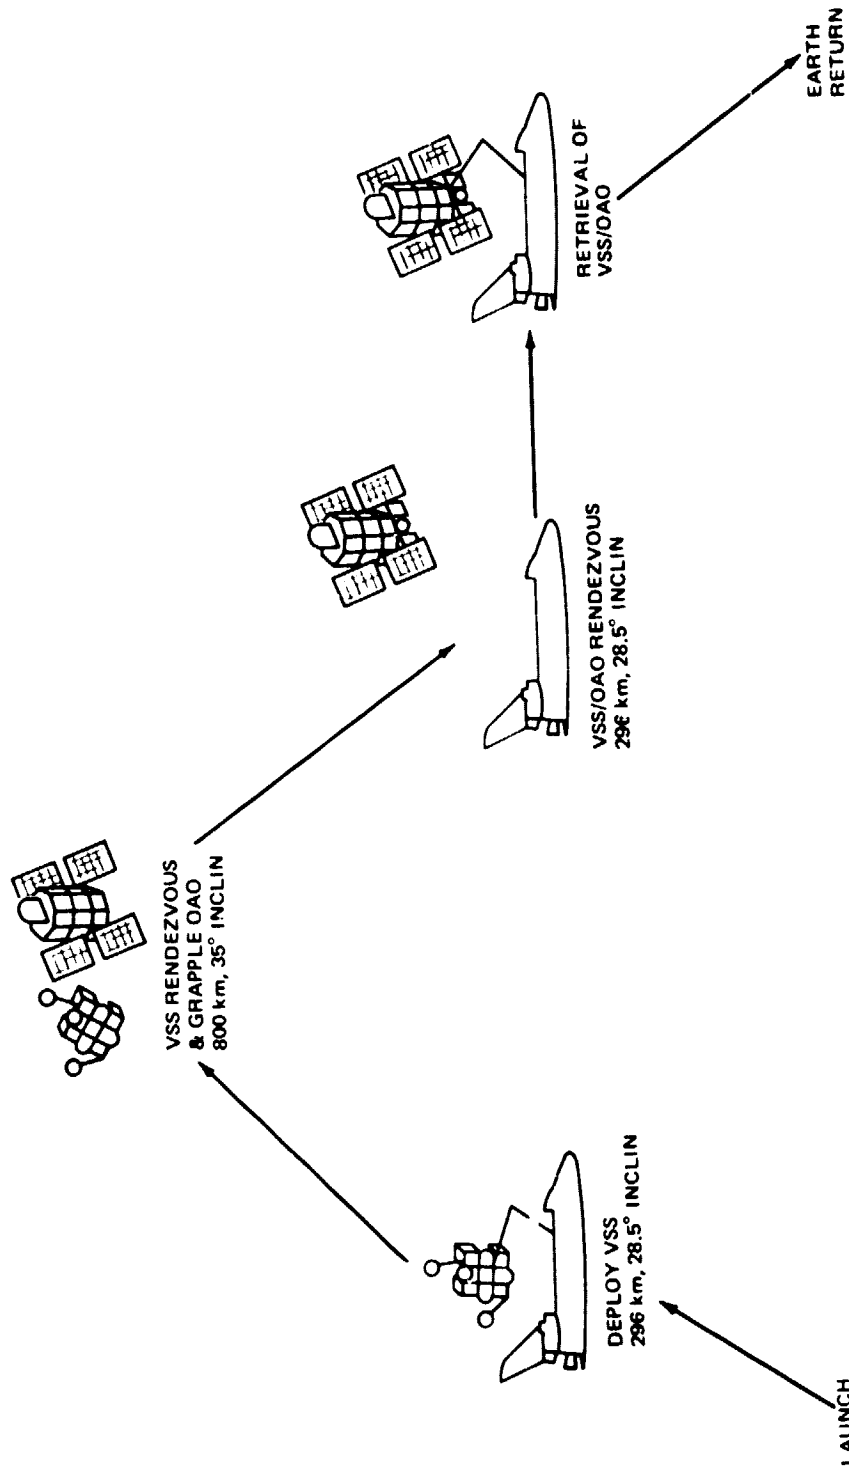 LAUNCH
DEPLOY VSS
296 km, 28.5° INCLIN
VSS RENDEZVOUS
& GRAPPLE OAO
800 km, 35° INCLIN
VSS/OAO RENDEZVOUS
296 km, 28.5° INCLIN
RETRIEVAL OF
VSS/OAO
EARTH
RETURN